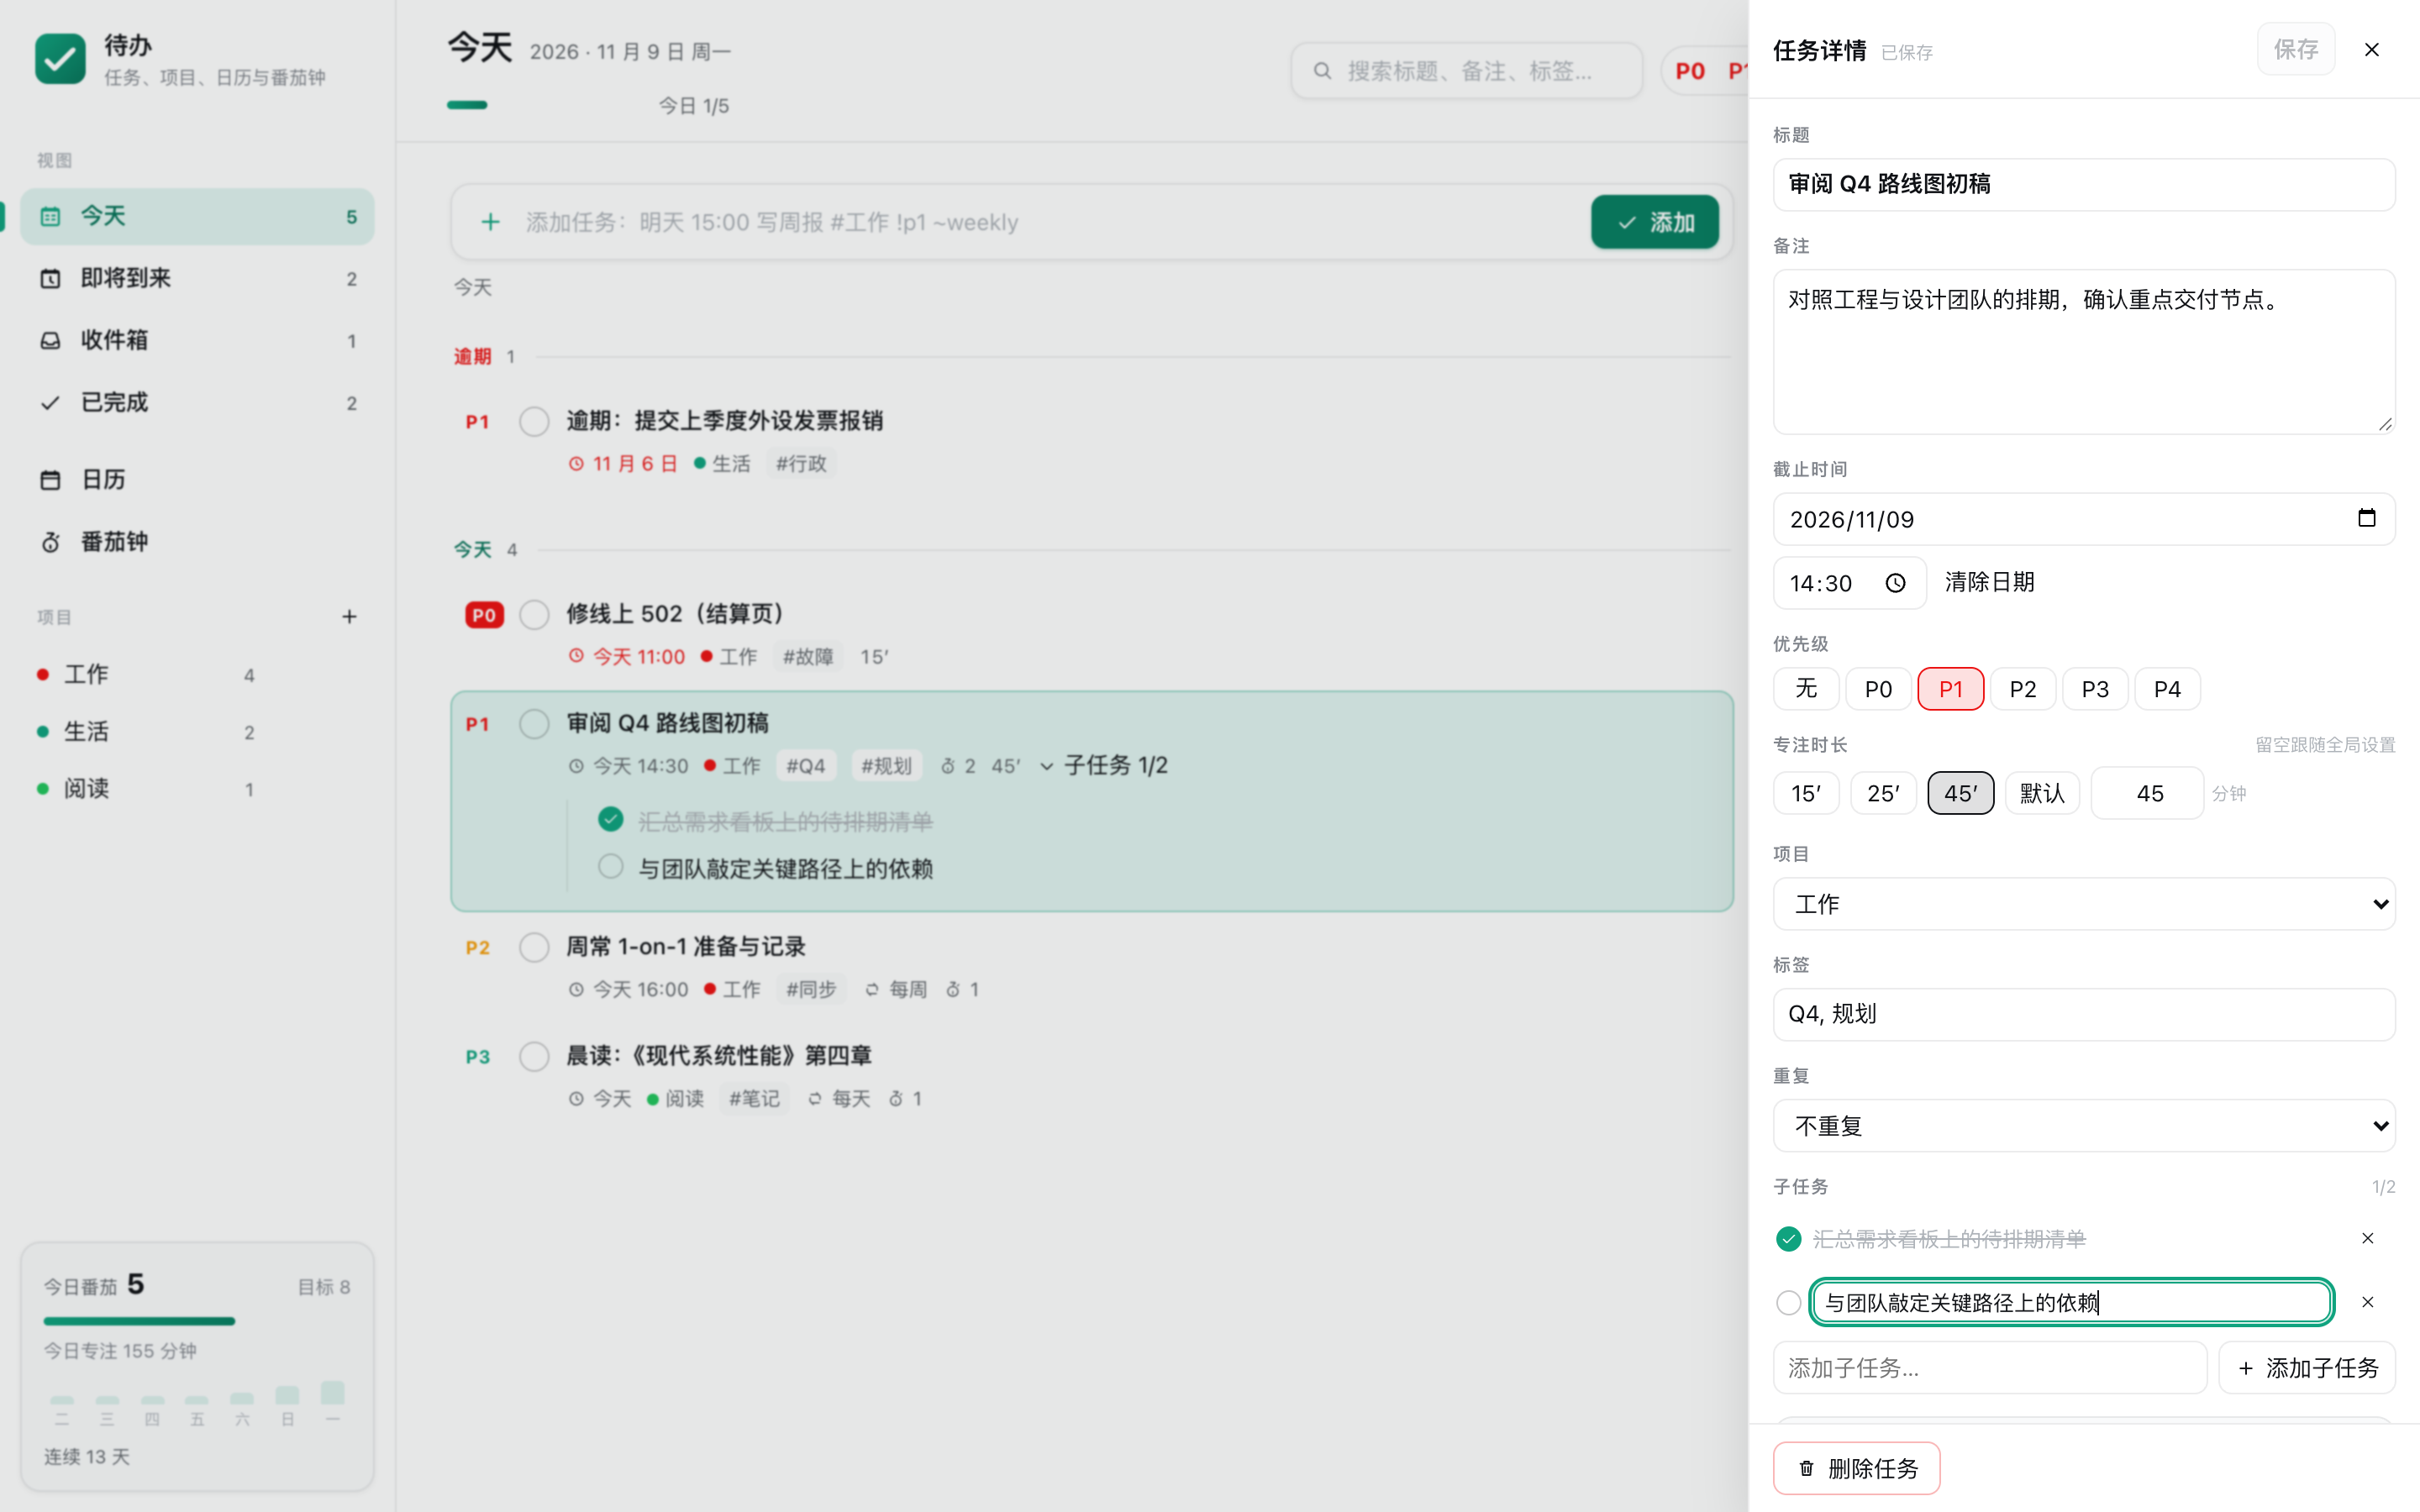 待办
任务、项目、日历与番茄钟
视图
今天 5
即将到来 2
收件箱 1
已完成 2
日历
番茄钟
项目
工作 4
生活 2
阅读 1
今日番茄 5 目标 8
今日专注 155 分钟
二 三 四 五 六 日 一
连续 13 天
今天 2026 · 11 月 9 日 周一
今日 1/5
搜索标题、备注、标签...
P0
添加任务：明天 15:00 写周报 #工作 !p1 ~weekly
添加
今天
逾期 1
P1 逾期：提交上季度外设发票报销
11 月 6 日 生活 #行政
今天 4
P0 修线上 502（结算页）
今天 11:00 工作 #故障 15′
P1 审阅 Q4 路线图初稿
今天 14:30 工作 #Q4 #规划 2 45′ 子任务 1/2
汇总需求看板上的待排期清单
与团队敲定关键路径上的依赖
P2 周常 1-on-1 准备与记录
今天 16:00 工作 #同步 每周 1
P3 晨读：《现代系统性能》第四章
今天 阅读 #笔记 每天 1
任务详情 已保存 保存
标题
审阅 Q4 路线图初稿
备注
对照工程与设计团队的排期，确认重点交付节点。
截止时间
2026/11/09
14:30 清除日期
优先级
无 P0 P1 P2 P3 P4
专注时长 留空跟随全局设置
15′ 25′ 45′ 默认 45 分钟
项目
工作
标签
Q4, 规划
重复
不重复
子任务 1/2
汇总需求看板上的待排期清单
与团队敲定关键路径上的依赖
添加子任务... + 添加子任务
删除任务